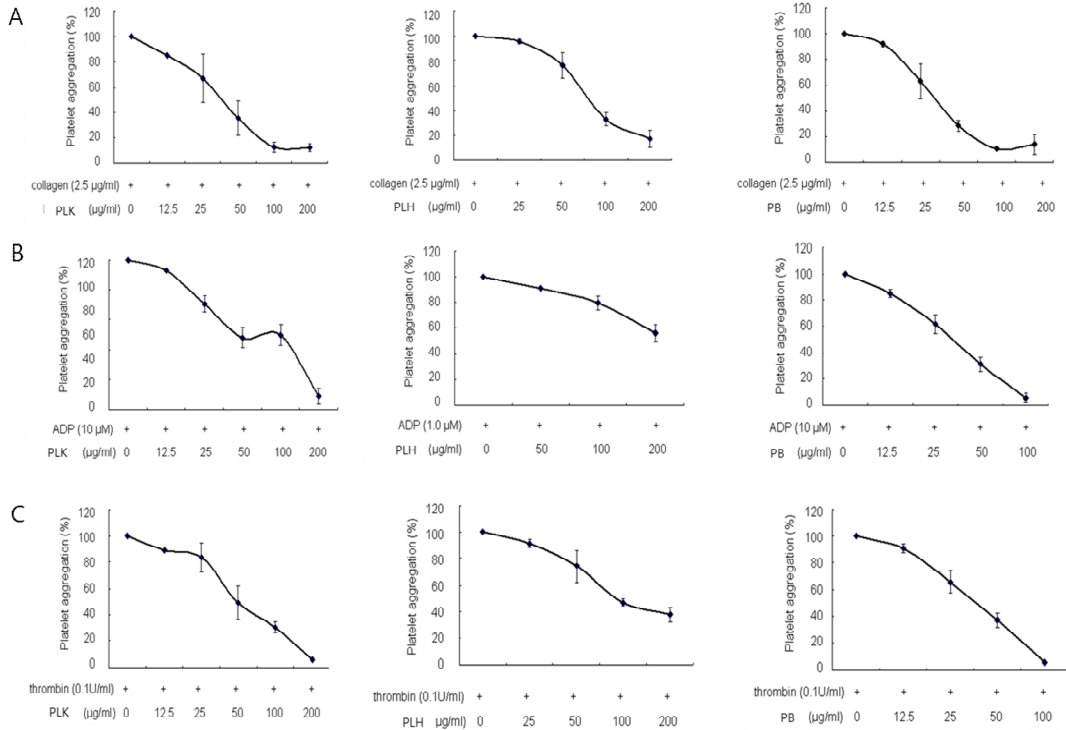 A
Platelet aggregation (%)
120
100
80
60
40
20
0
collagen (2.5 µg/ml) + + + + + +
PLK (µg/ml) 0 12.5 25 50 100 200
Platelet aggregation (%)
120
100
80
60
40
20
0
collagen (2.5 µg/ml) + + + + +
PLH (µg/ml) 0 25 50 100 200
Platelet aggregation (%)
120
100
80
60
40
20
0
collagen (2.5 µg/ml) + + + + + +
PB (µg/ml) 0 12.5 25 50 100 200
B
Platelet aggregation (%)
120
100
80
60
40
20
0
ADP (10 µM) + + + + + +
PLK (µg/ml) 0 12.5 25 50 100 200
Platelet aggregation (%)
120
100
80
60
40
20
0
ADP (1.0 µM) + + + +
PLH (µg/ml) 0 50 100 200
Platelet aggregation (%)
120
100
80
60
40
20
0
ADP (10 µM) + + + + +
PB (µg/ml) 0 12.5 25 50 100
C
Platelet aggregation (%)
120
100
80
60
40
20
0
thrombin (0.1U/ml) + + + + + +
PLK (µg/ml) 0 12.5 25 50 100 200
Platelet aggregation (%)
120
100
80
60
40
20
0
thrombin (0.1U/ml) + + + + +
PLH µg/ml) 0 25 50 100 200
Platelet aggregation (%)
120
100
80
60
40
20
0
thrombin (0.1U/ml) + + + + +
PB (µg/ml) 0 12.5 25 50 100